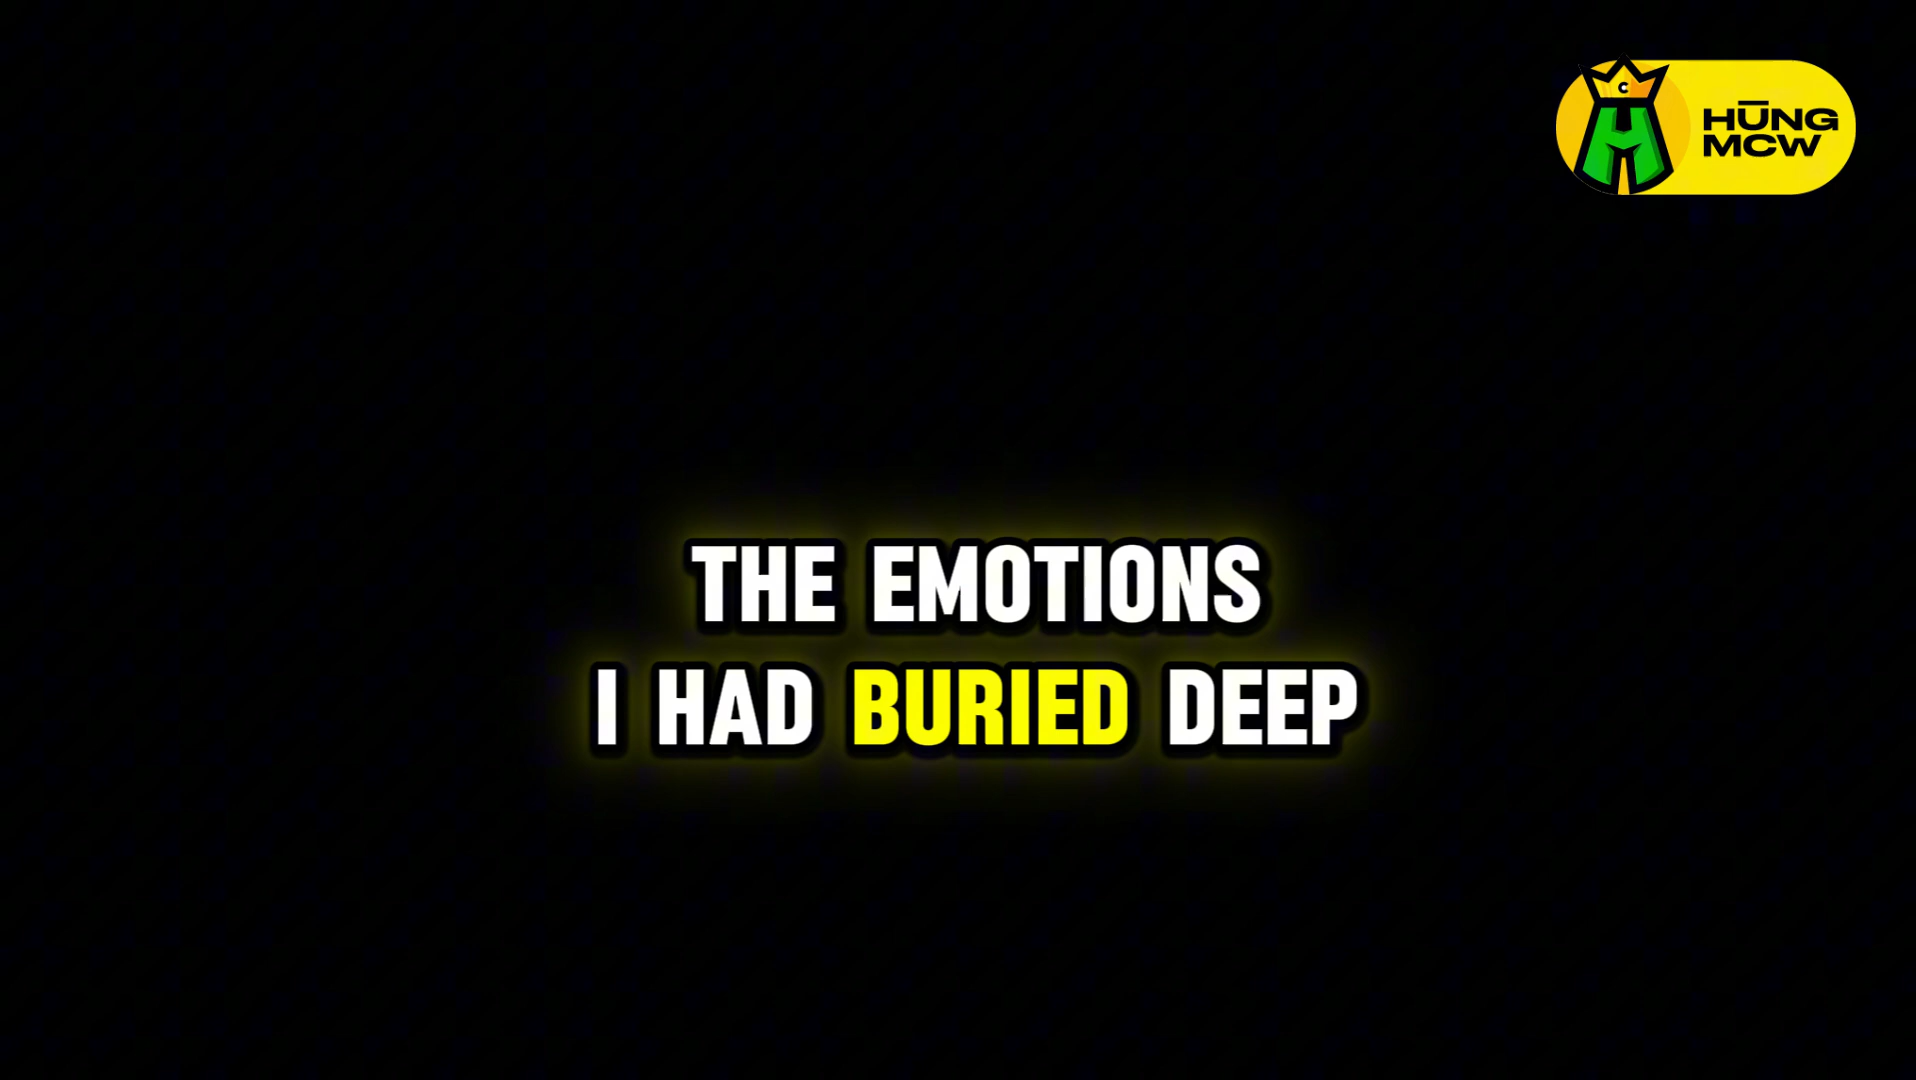 C
HŪNG
MCW
THE EMOTIONS
I HAD BURIED DEEP